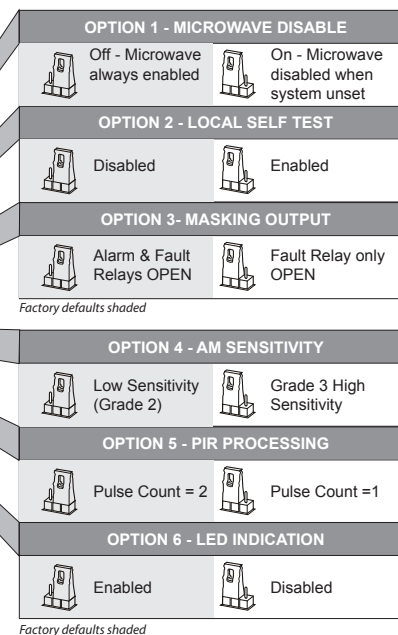 OPTION 1 - MICROWAVE DISABLE
Off - Microwave
always enabled
On - Microwave
disabled when
system unset
OPTION 2 - LOCAL SELF TEST
Disabled
Enabled
OPTION 3- MASKING OUTPUT
Alarm & Fault
Relays OPEN
Fault Relay only
OPEN
Factory defaults shaded
OPTION 4 - AM SENSITIVITY
Low Sensitivity
(Grade 2)
Grade 3 High
Sensitivity
OPTION 5 - PIR PROCESSING
Pulse Count = 2
Pulse Count =1
OPTION 6 - LED INDICATION
Enabled
Disabled
Factory defaults shaded